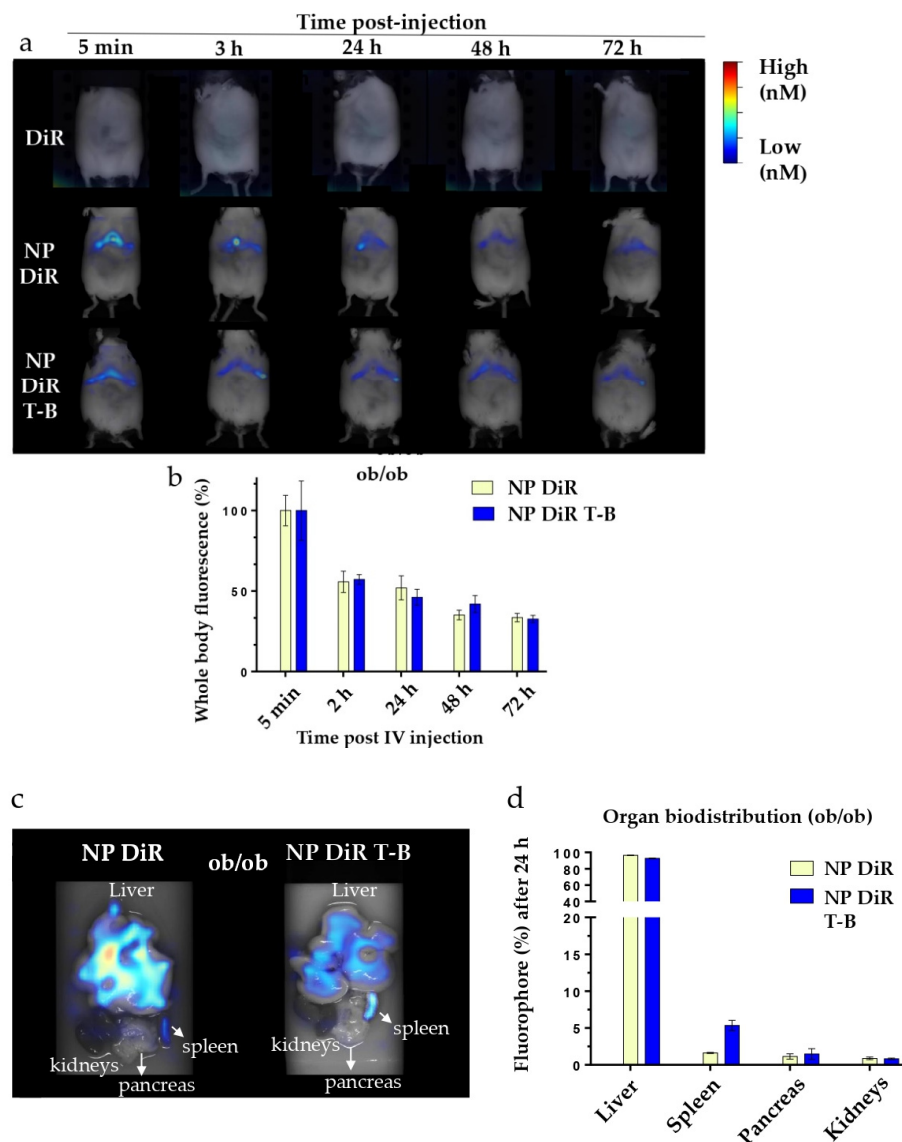 Time post-injection
a
5 min 3 h 24 h 48 h 72 h
High
(nM)
Low
(nM)
DiR
NP
DiR
NP
DiR
T-B
b
ob/ob
NP DiR
NP DiR T-B
Whole body fluorescence (%)
100
50
0
5 min 2 h 24 h 48 h 72 h
Time post IV injection
c
NP DiR ob/ob NP DiR T-B
Liver Liver
spleen spleen
kidneys kidneys
pancreas pancreas
d
Organ biodistribution (ob/ob)
NP DiR
NP DiR
T-B
Fluorophore (%) after 24 h
100
80
60
40
20
20
15
10
5
0
Liver Spleen Pancreas Kidneys